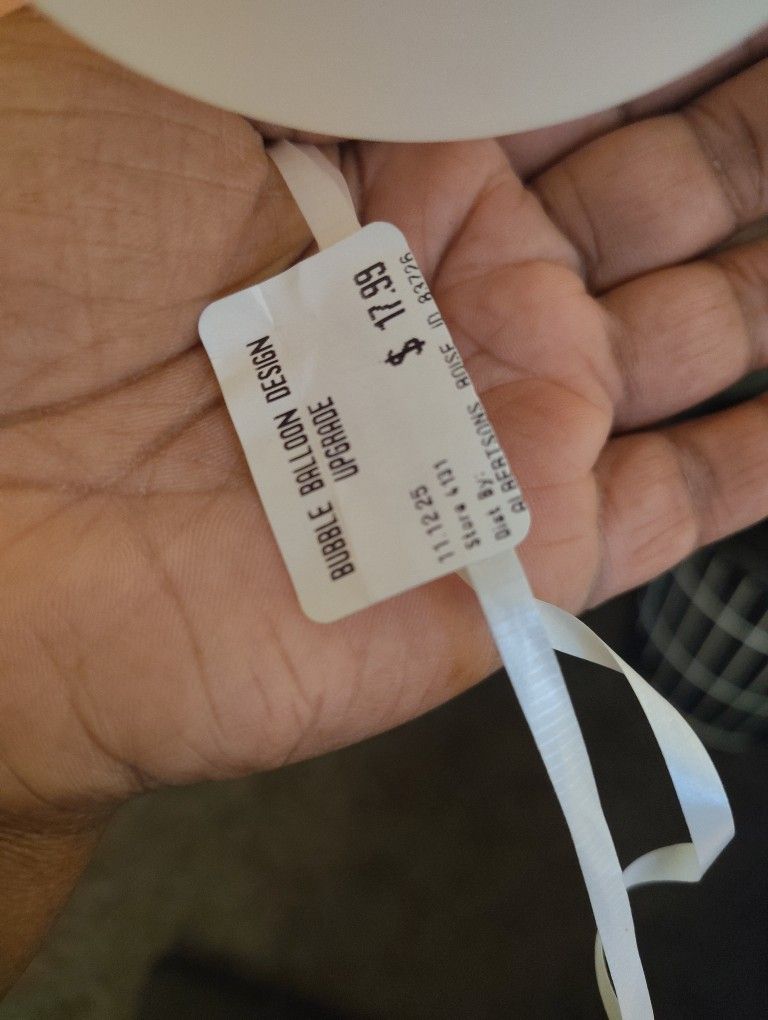 BUBBLE BALLOON DESIGN
UPGRADE
$ 17.99
11.12.25
Store 4131
Dist By:
ALBERTSONS BOISE ID 83726